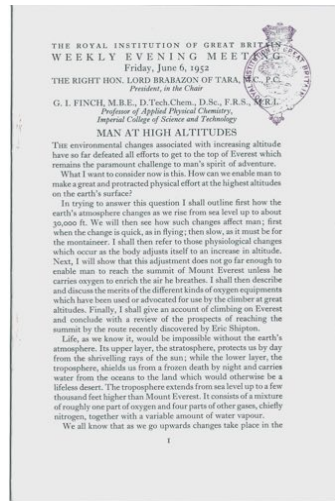 THE ROYAL INSTITUTION OF GREAT BRITAIN
WEEKLY EVENING MEETING
Friday, June 6, 1952
THE RIGHT HON. LORD BRABAZON OF TARA, M.C., P.C.
President, in the Chair
G. I. FINCH, M.B.E., D.Tech.Chem., D.Sc., F.R.S., M.R.I.
Professor of Applied Physical Chemistry,
Imperial College of Science and Technology
MAN AT HIGH ALTITUDES
THE environmental changes associated with increasing altitude
have so far defeated all efforts to get to the top of Everest which
remains the paramount challenge to man's spirit of adventure.
What I want to consider now is this. How can we enable man to
make a great and protracted physical effort at the highest altitudes
on the earth's surface?
In trying to answer this question I shall outline first how the
earth's atmosphere changes as we rise from sea level up to about
30,000 ft. We will then see how such changes affect man; first
when the change is quick, as in flying; then slow, as it must be for
the montaineer. I shall then refer to those physiological changes
which occur as the body adjusts itself to an increase in altitude.
Next, I will show that this adjustment does not go far enough to
enable man to reach the summit of Mount Everest unless he
carries oxygen to enrich the air he breathes. I shall then describe
and discuss the merits of the different kinds of oxygen equipments
which have been used or advocated for use by the climber at great
altitudes. Finally, I shall give an account of climbing on Everest
and conclude with a review of the prospects of reaching the
summit by the route recently discovered by Eric Shipton.
Life, as we know it, would be impossible without the earth's
atmosphere. Its upper layer, the stratosphere, protects us by day
from the shrivelling rays of the sun; while the lower layer, the
troposphere, shields us from a frozen death by night and carries
water from the oceans to the land which would otherwise be a
lifeless desert. The troposphere extends from sea level up to a few
thousand feet higher than Mount Everest. It consists of a mixture
of roughly one part of oxygen and four parts of other gases, chiefly
nitrogen, together with a variable amount of water vapour.
We all know that as we go upwards changes take place in the
1